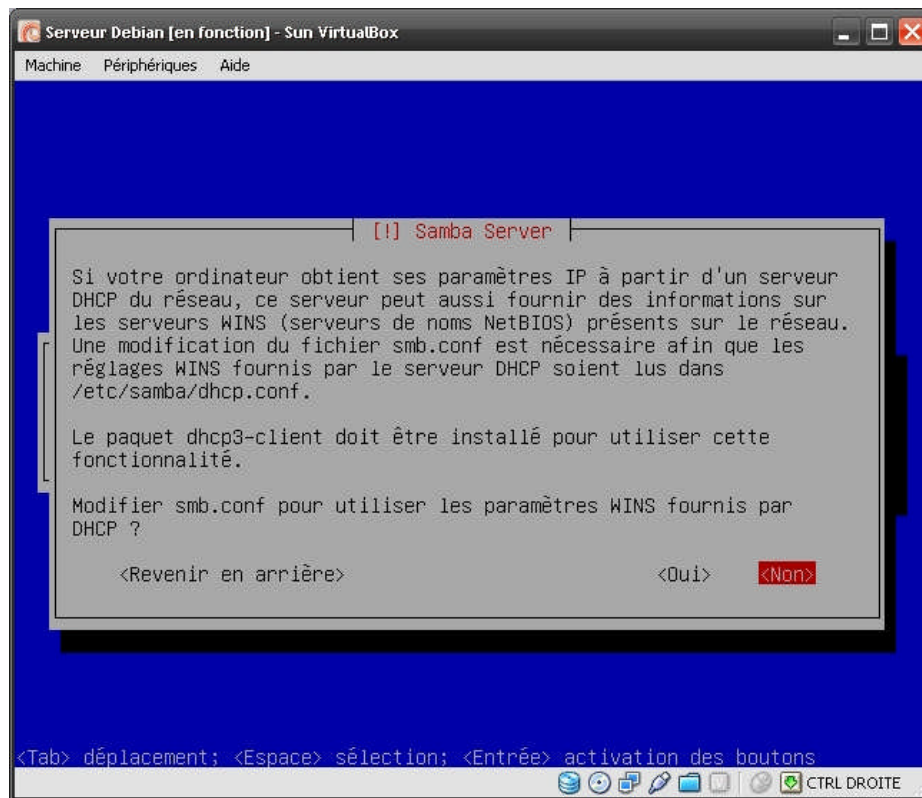 Serveur Debian [en fonction] - Sun VirtualBox
Machine Périphériques Aide
[!] Samba Server
Si votre ordinateur obtient ses paramètres IP à partir d'un serveur
DHCP du réseau, ce serveur peut aussi fournir des informations sur
les serveurs WINS (serveurs de noms NetBIOS) présents sur le réseau.
Une modification du fichier smb.conf est nécessaire afin que les
réglages WINS fournis par le serveur DHCP soient lus dans
/etc/samba/dhcp.conf.
Le paquet dhcp3-client doit être installé pour utiliser cette
fonctionnalité.
Modifier smb.conf pour utiliser les paramètres WINS fournis par
DHCP ?
<Revenir en arrière> <Oui> <Non>
<Tab> déplacement; <Espace> sélection; <Entrée> activation des boutons
CTRL DROITE